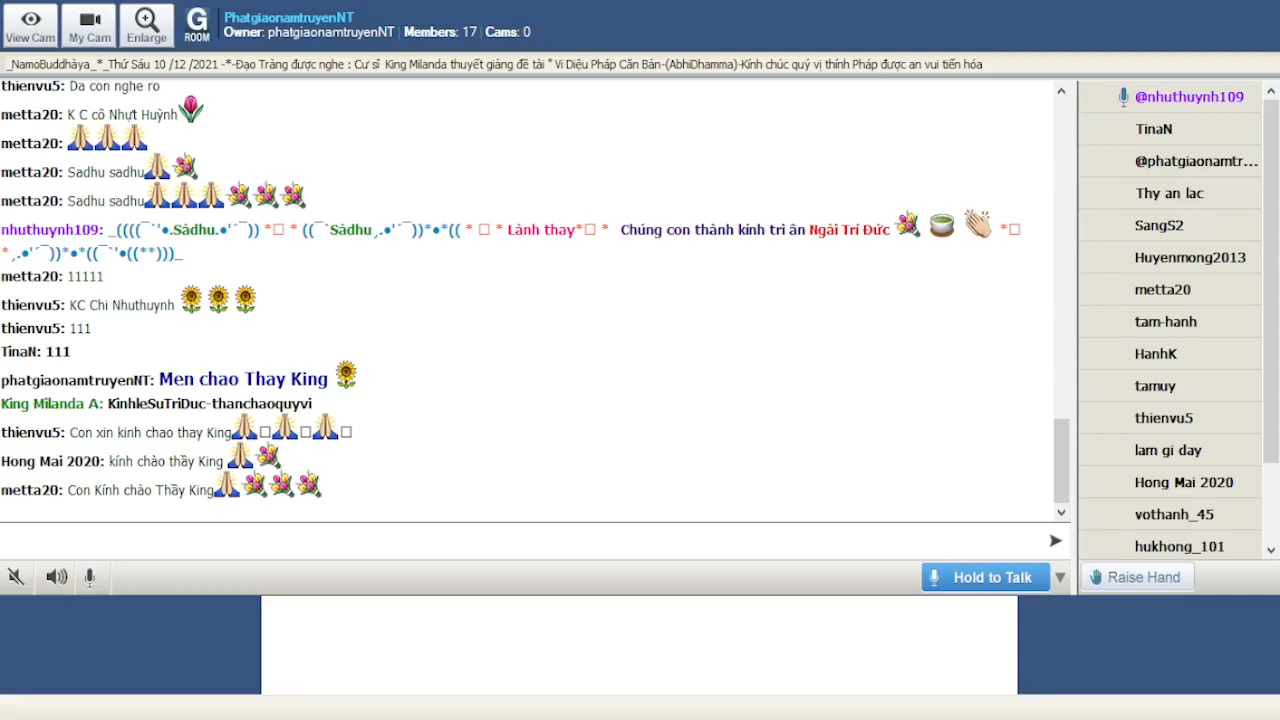 View Cam
My Cam
Enlarge
G
ROOM
PhatgiaonamtruyenNT
Owner: phatgiaonamtruyenNT | Members: 17 | Cams: 0
_NamoBuddhàya_*_Thứ Sáu 10 /12 /2021 -*-Đạo Tràng được nghe : Cư sĩ King Milanda thuyết giảng đề tài " Vi Diệu Pháp Căn Bản-(AbhiDhamma)-Kính chúc quý vị thính Pháp được an vui tiến hóa
thienvu5: Da con nghe ro
metta20: K C cô Nhựt Huỳnh
metta20:
metta20: Sadhu sadhu
metta20: Sadhu sadhu
nhuthuynh109: _((((¯`'•.Sàdhu.•'´¯)) *□ * ((¯`Sàdhu¸.•'´¯))*•*(( * □ * Lành thay*□ * Chúng con thành kính tri ân Ngài Trí Đức *□
*¸.•'´¯))*•*((¯`'•((**)))_
metta20: 11111
thienvu5: KC Chi Nhuthuynh
thienvu5: 111
TinaN: 111
phatgiaonamtruyenNT: Men chao Thay King
King Milanda A: KinhleSuTriDuc-thanchaoquyvi
thienvu5: Con xin kinh chao thay King
Hong Mai 2020: kính chào thầy King
metta20: Con Kính chào Thầy King
Hold to Talk
@nhuthuynh109
TinaN
@phatgiaonamtr...
Thy an lac
SangS2
Huyenmong2013
metta20
tam-hanh
HanhK
tamuy
thienvu5
lam gi day
Hong Mai 2020
vothanh_45
hukhong_101
Raise Hand